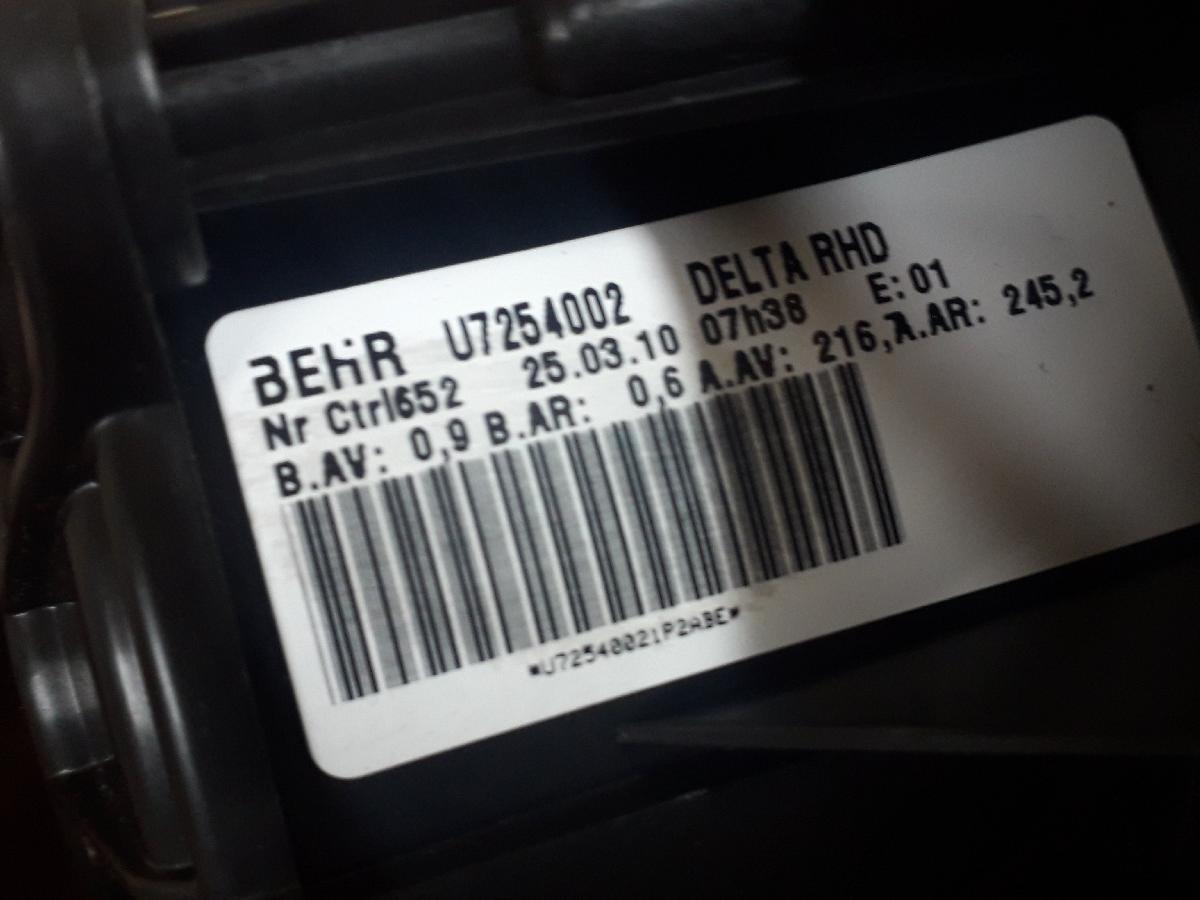 BEHR U7254002 DELTA RHD
Nr Ctrl652 25.03.10 07h38 E:01
B.AV: 0,9 B.AR: 0,6 A.AV: 216,7A.AR: 245,2
*U72540021P2ABE*